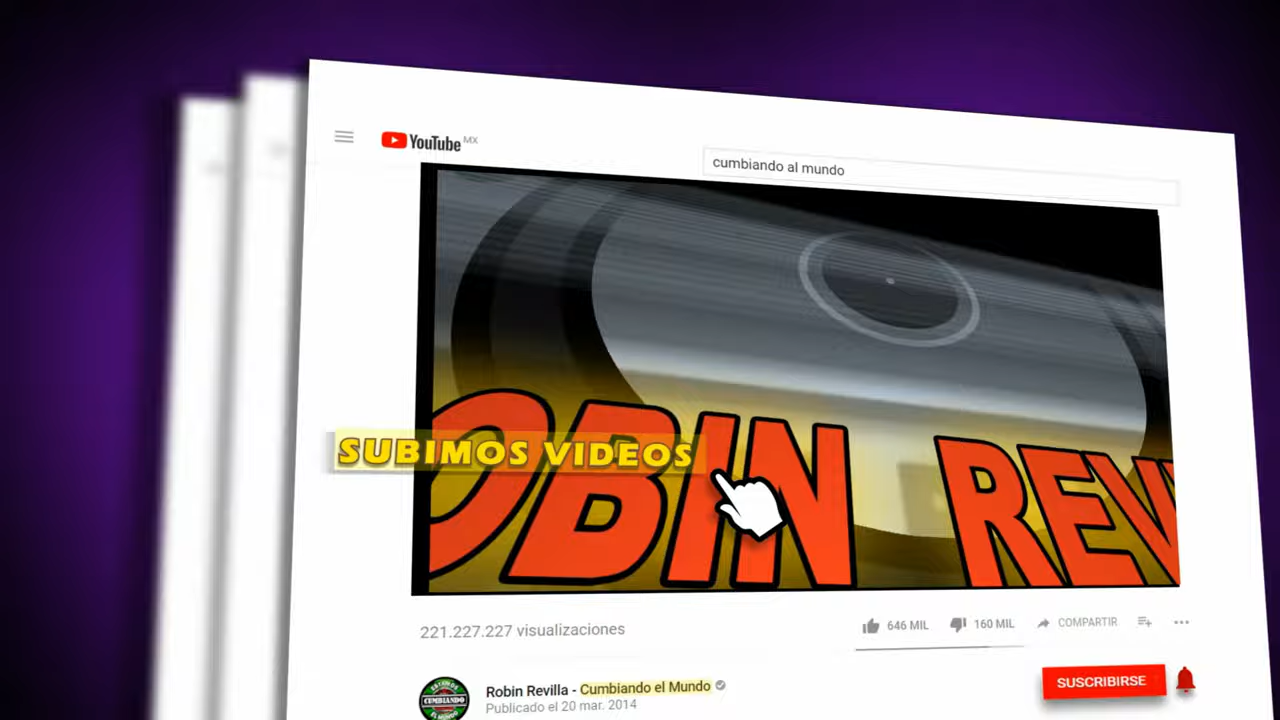 YouTube MX
cumbiando al mundo
OBIN REV
SUBIMOS VIDEOS
221.227.227 visualizaciones
646 MIL
160 MIL
COMPARTIR
Robin Revilla - Cumbiando el Mundo
Publicado el 20 mar. 2014
SUSCRIBIRSE
CUMBIANDO